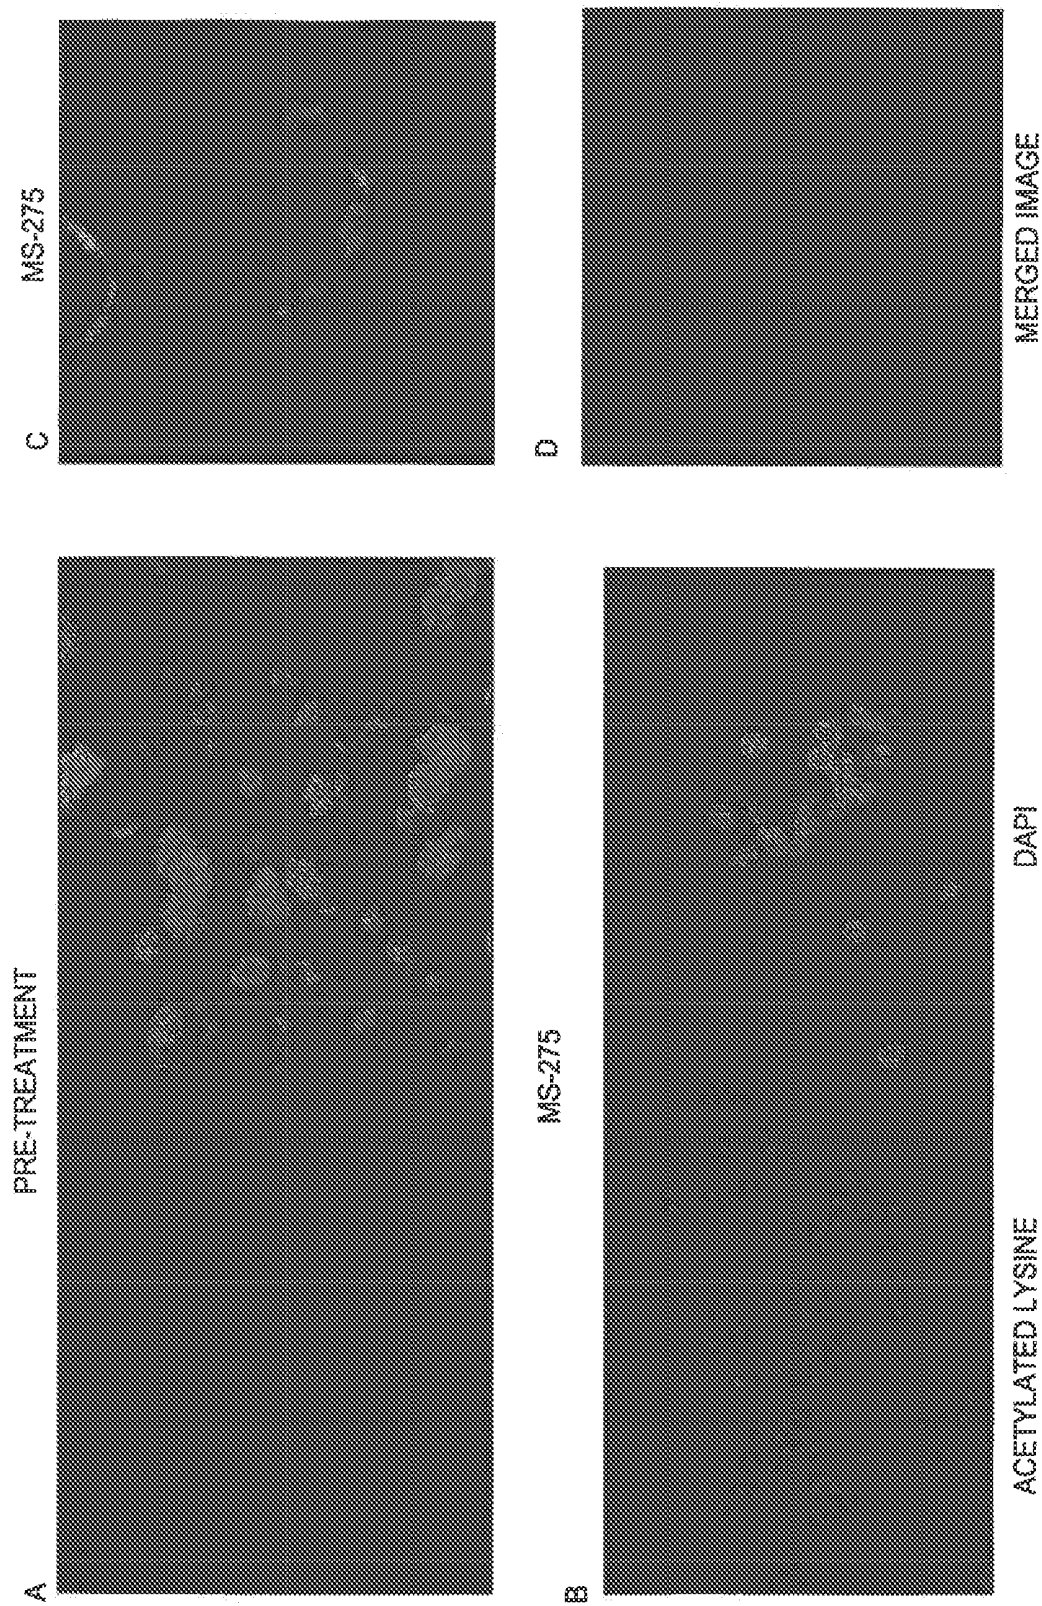 A
PRE-TREATMENT
C
MS-275
B
MS-275
D
ACETYLATED LYSINE
DAPI
MERGED IMAGE